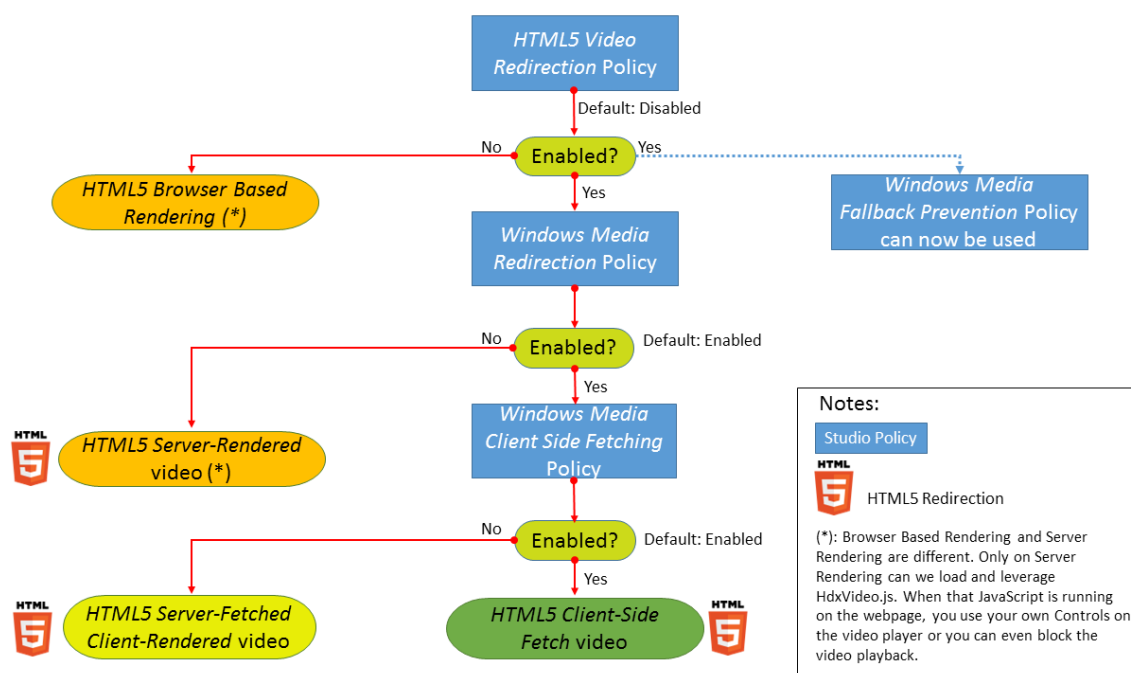 HTML5 Video
Redirection Policy
Default: Disabled
No
Enabled?
Yes
HTML5 Browser Based
Rendering (*)
Yes
Windows Media
Fallback Prevention Policy
can now be used
Windows Media
Redirection Policy
No
Enabled?
Default: Enabled
Yes
HTML
5
HTML5 Server-Rendered
video (*)
Windows Media
Client Side Fetching
Policy
No
Enabled?
Default: Enabled
Yes
HTML
5
HTML5 Server-Fetched
Client-Rendered video
HTML5 Client-Side
Fetch video
HTML
5
Notes:
Studio Policy
HTML
5
HTML5 Redirection
(*): Browser Based Rendering and Server
Rendering are different. Only on Server
Rendering can we load and leverage
HdxVideo.js. When that JavaScript is running
on the webpage, you use your own Controls on
the video player or you can even block the
video playback.